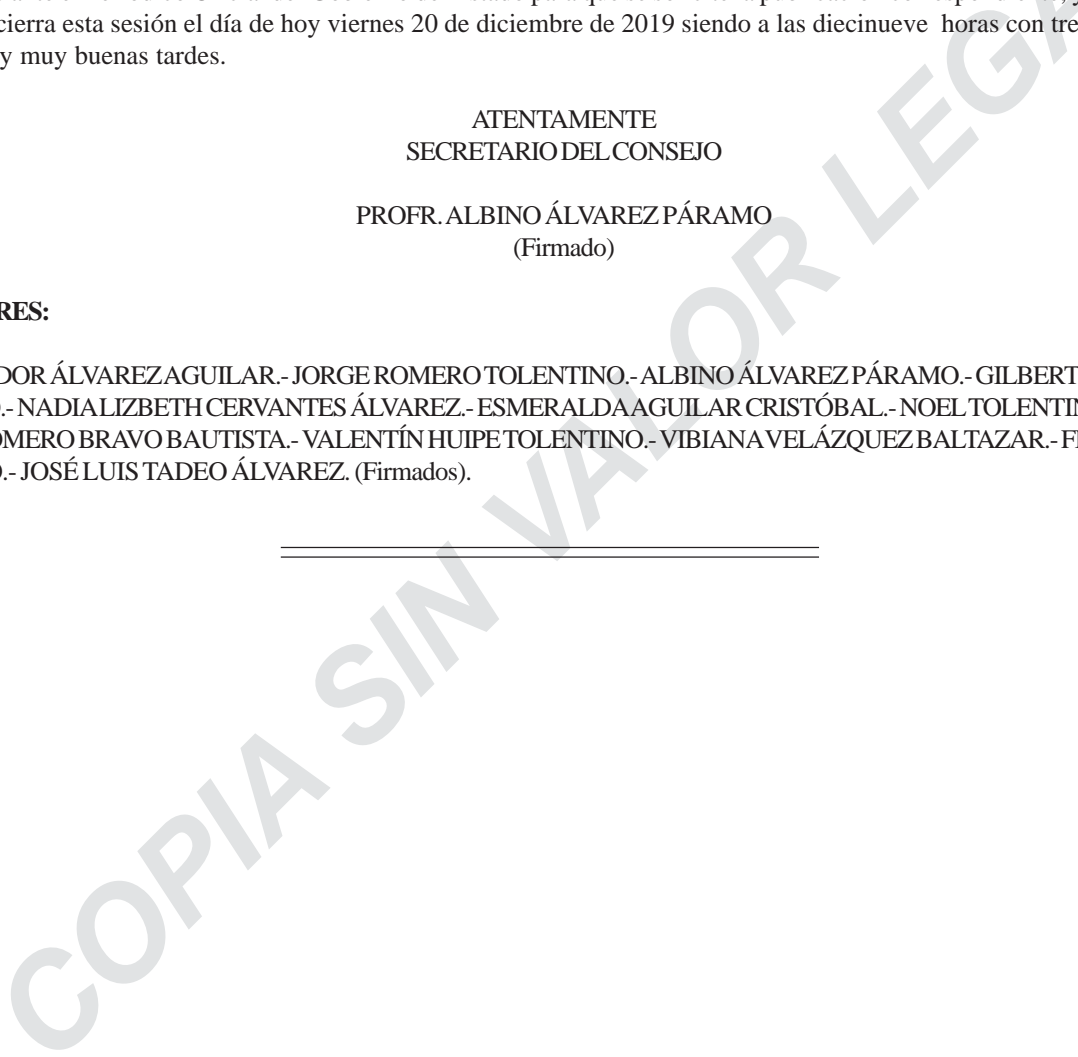 cierra esta sesión el día de hoy viernes 20 de diciembre de 2019 siendo a las diecinueve horas con tre
y muy buenas tardes.
ATENTAMENTE
SECRETARIO DEL CONSEJO
PROFR. ALBINO ÁLVAREZ PÁRAMO
(Firmado)
RES:
DOR ÁLVAREZ AGUILAR.- JORGE ROMERO TOLENTINO.- ALBINO ÁLVAREZ PÁRAMO.- GILBERT
.- NADIA LIZBETH CERVANTES ÁLVAREZ.- ESMERALDA AGUILAR CRISTÓBAL.- NOEL TOLENTIN
OMERO BRAVO BAUTISTA.- VALENTÍN HUIPE TOLENTINO.- VIBIANA VELÁZQUEZ BALTAZAR.- F
.- JOSÉ LUIS TADEO ÁLVAREZ. (Firmados).
COPIA SIN VALOR LEGA